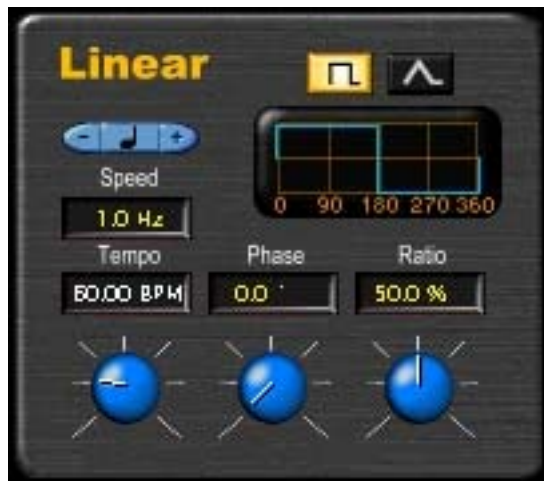 Linear
- +
Speed
1.0 Hz
0 90 180 270 360
Tempo Phase Ratio
60.00 BPM 0.0 ° 50.0 %